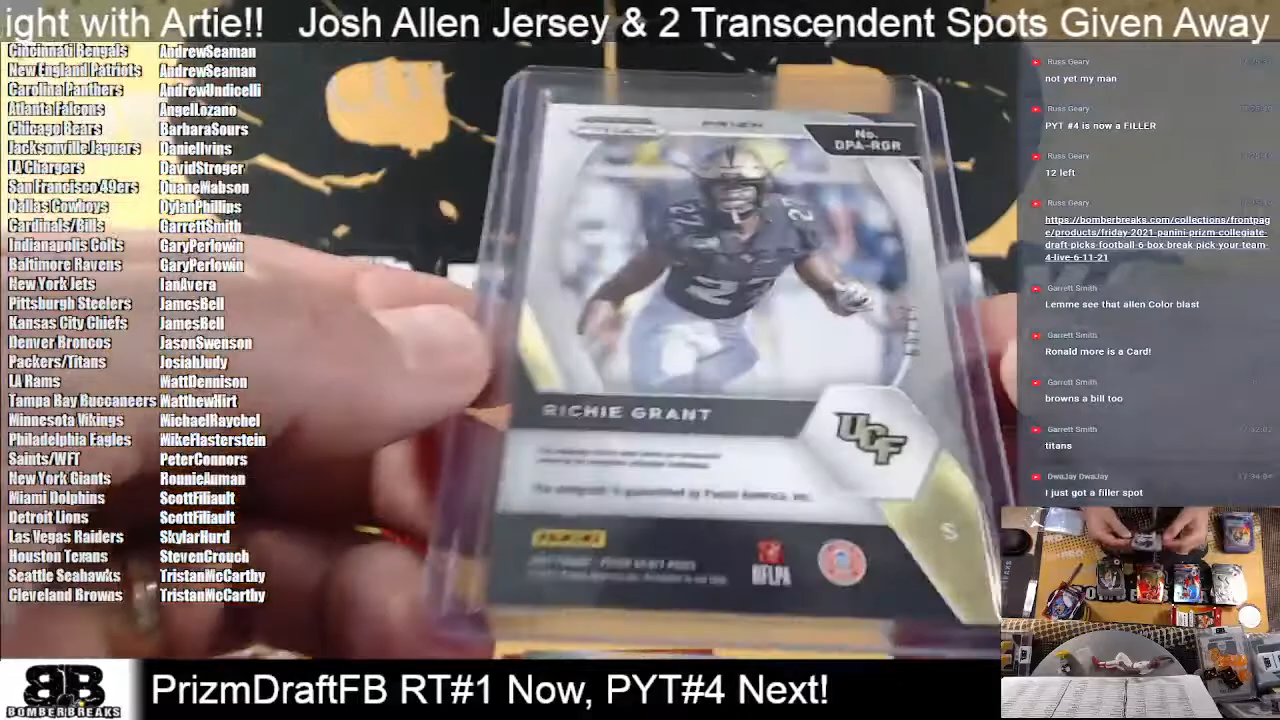 ight with Artie!! Josh Allen Jersey & 2 Transcendent Spots Given Away
Cincinnati Bengals AndrewSeaman
New England Patriots AndrewSeaman
Carolina Panthers AndrewUndicelli
Atlanta Falcons AngelLozano
Chicago Bears BarbaraSours
Jacksonville Jaguars DanielIvins
LA Chargers DavidStroger
San Francisco 49ers DuaneMabson
Dallas Cowboys DylanPhillips
Cardinals/Bills GarrettSmith
Indianapolis Colts GaryPerlowin
Baltimore Ravens GaryPerlowin
New York Jets IanAvera
Pittsburgh Steelers JamesBell
Kansas City Chiefs JamesBell
Denver Broncos JasonSwenson
Packers/Titans JosiahJudy
LA Rams MattDennison
Tampa Bay Buccaneers MatthewHirt
Minnesota Vikings MichaelRaychel
Philadelphia Eagles MikeFlasterstein
Saints/WFT PeterConnors
New York Giants RonnieAuman
Miami Dolphins ScottFiliault
Detroit Lions ScottFiliault
Las Vegas Raiders SkylarHurd
Houston Texans StevenCrouch
Seattle Seahawks TristanMcCarthy
Cleveland Browns TristanMcCarthy
PRIZM
No.
DPA-RGR
27
27
RICHIE GRANT
UCF
S
PANINI
NFLPA
Russ Geary
not yet my man
Russ Geary
PYT #4 is now a FILLER
Russ Geary
12 left
Russ Geary
https://bomberbreaks.com/collections/frontpag
e/products/friday-2021-panini-prizm-collegiate-
draft-picks-football-6-box-break-pick-your-team-
4-live-6-11-21
Garrett Smith
Lemme see that allen Color blast
Garrett Smith
Ronald more is a Card!
Garrett Smith
browns a bill too
Garrett Smith
titans
DwaJay DwaJay
I just got a filler spot
BOMBERBREAKS
PrizmDraftFB RT#1 Now, PYT#4 Next!